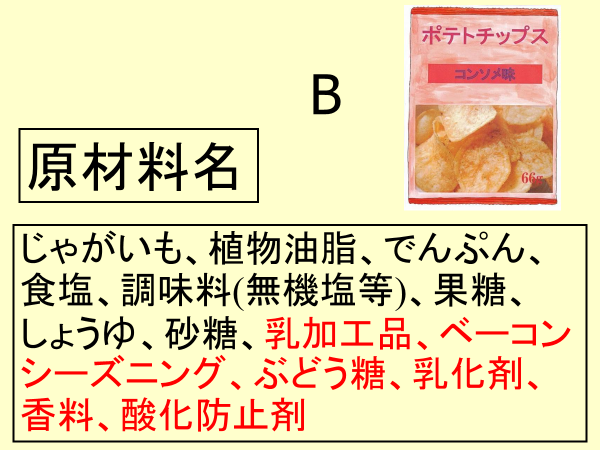 ポテトチップス
コンソメ味
B
66g
原材料名
じゃがいも、植物油脂、でんぷん、
食塩、調味料(無機塩等)、果糖、
しょうゆ、砂糖、乳加工品、ベーコン
シーズニング、ぶどう糖、乳化剤、
香料、酸化防止剤